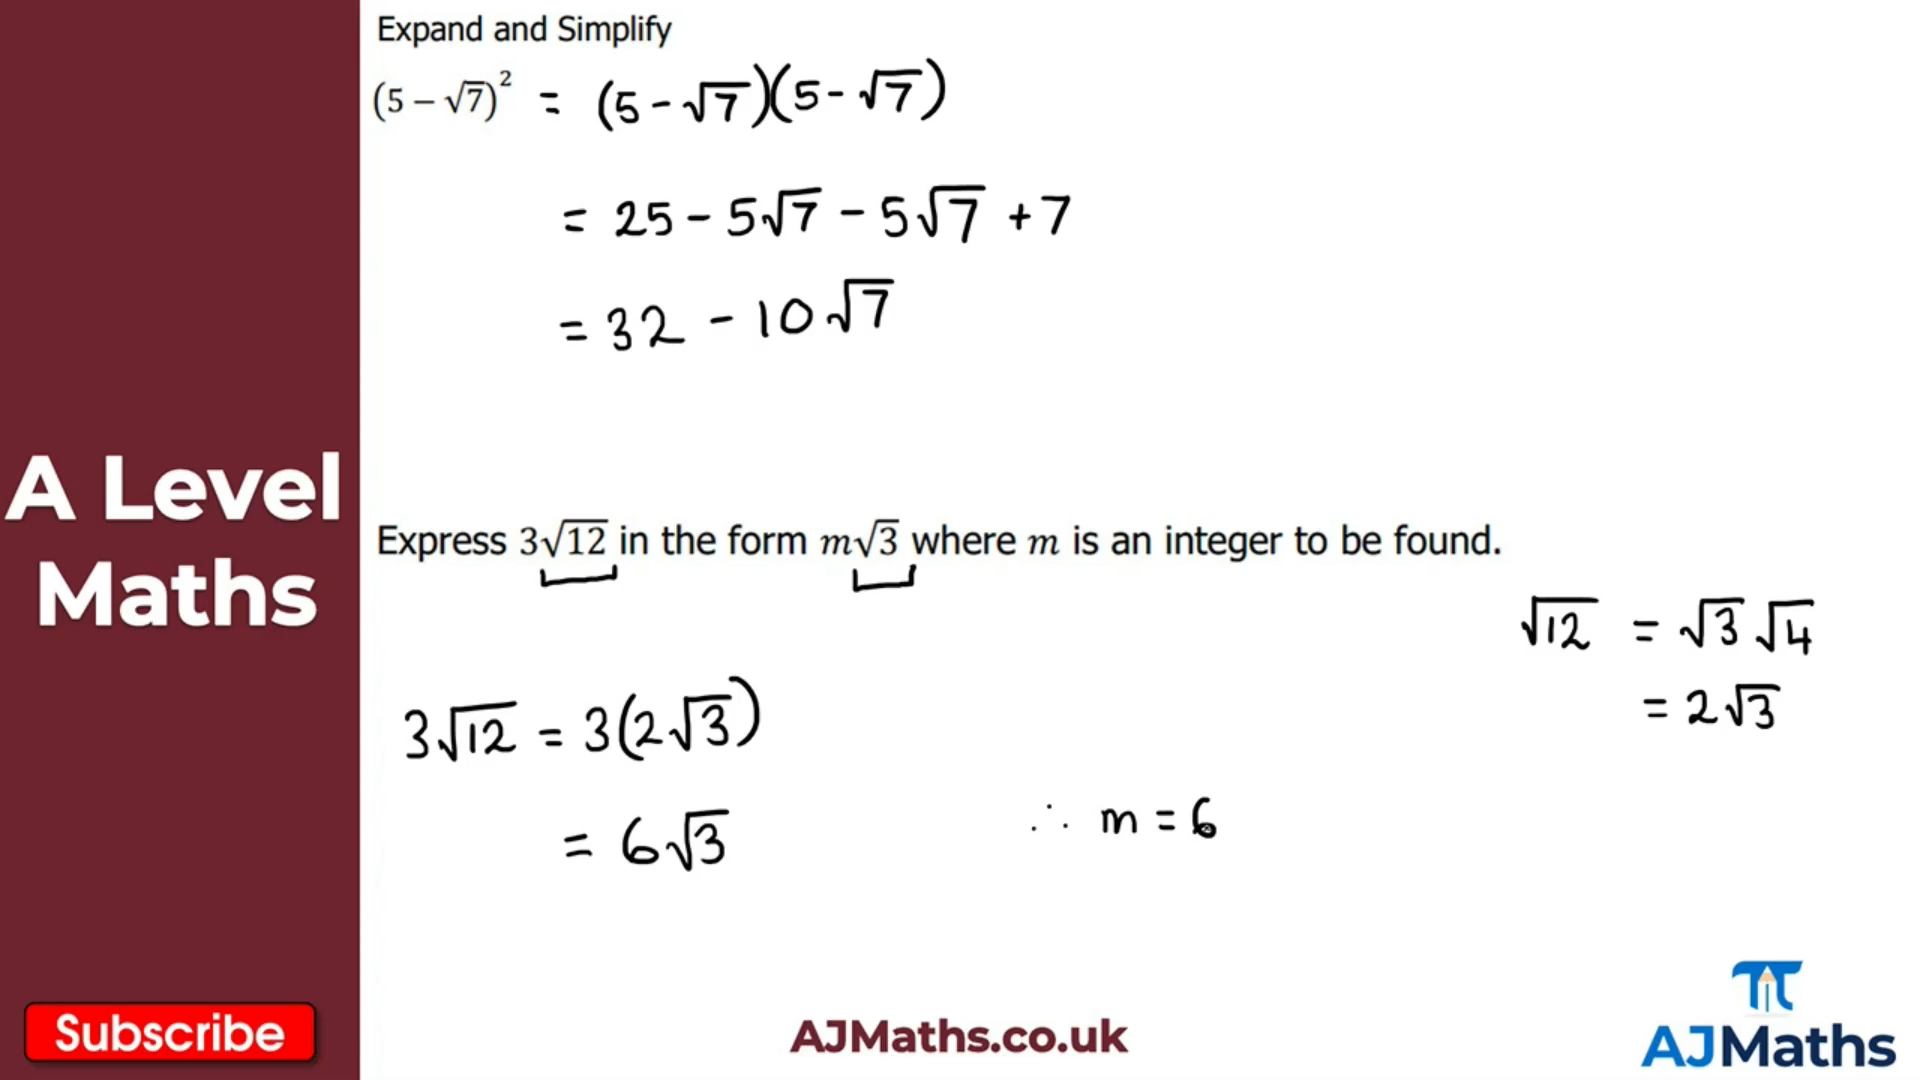 Expand and Simplify
(5 − √7)² = (5 - √7)(5 - √7)
= 25 - 5√7 - 5√7 + 7
= 32 - 10√7
A Level
Maths
Express 3√12 in the form m√3 where m is an integer to be found.
√12 = √3 √4
= 2√3
3√12 = 3(2√3)
= 6√3
∴ m = 6
Subscribe
AJMaths.co.uk
AJMaths